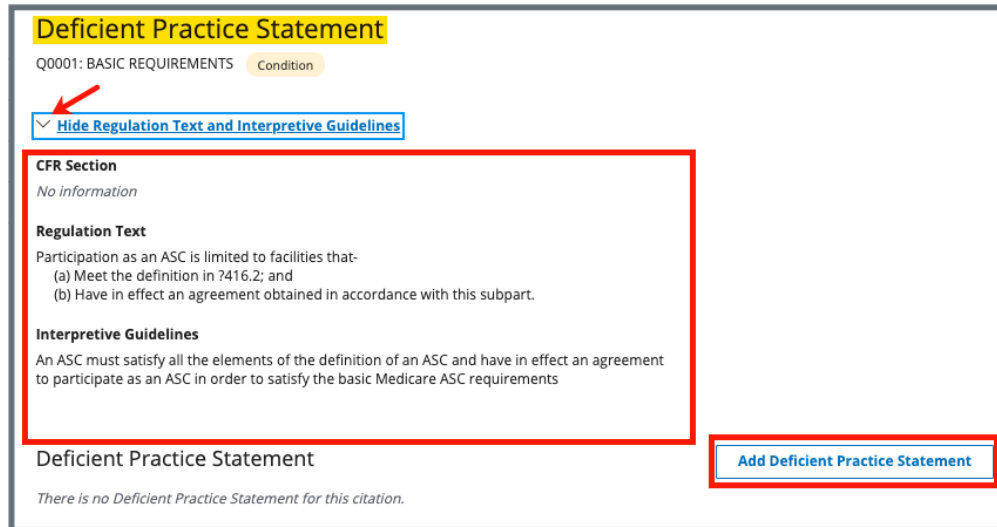 Deficient Practice Statement
Q0001: BASIC REQUIREMENTS Condition
Hide Regulation Text and Interpretive Guidelines
CFR Section
No information
Regulation Text
Participation as an ASC is limited to facilities that-
(a) Meet the definition in ?416.2; and
(b) Have in effect an agreement obtained in accordance with this subpart.
Interpretive Guidelines
An ASC must satisfy all the elements of the definition of an ASC and have in effect an agreement
to participate as an ASC in order to satisfy the basic Medicare ASC requirements
Deficient Practice Statement
Add Deficient Practice Statement
There is no Deficient Practice Statement for this citation.